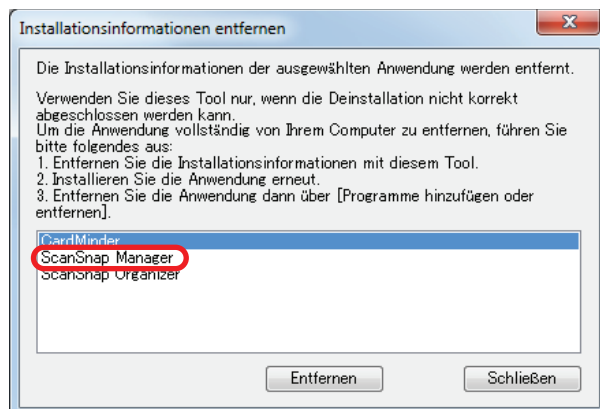 Installationsinformationen entfernen
Die Installationsinformationen der ausgewählten Anwendung werden entfernt.
Verwenden Sie dieses Tool nur, wenn die Deinstallation nicht korrekt
abgeschlossen werden kann.
Um die Anwendung vollständig von Ihrem Computer zu entfernen, führen Sie
bitte folgendes aus:
1. Entfernen Sie die Installationsinformationen mit diesem Tool.
2. Installieren Sie die Anwendung erneut.
3. Entfernen Sie die Anwendung dann über [Programme hinzufügen oder
entfernen].
CardMinder
ScanSnap Manager
ScanSnap Organizer
Entfernen
Schließen